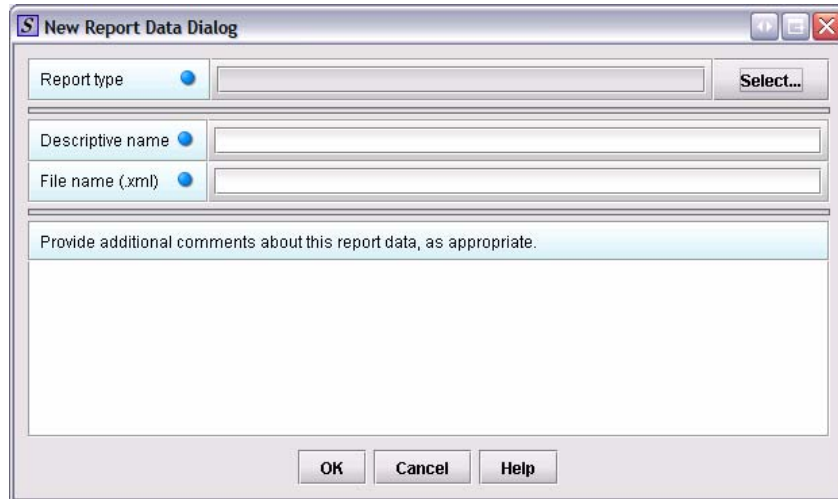 S New Report Data Dialog
Report type Select...
Descriptive name
File name (.xml)
Provide additional comments about this report data, as appropriate.
OK Cancel Help